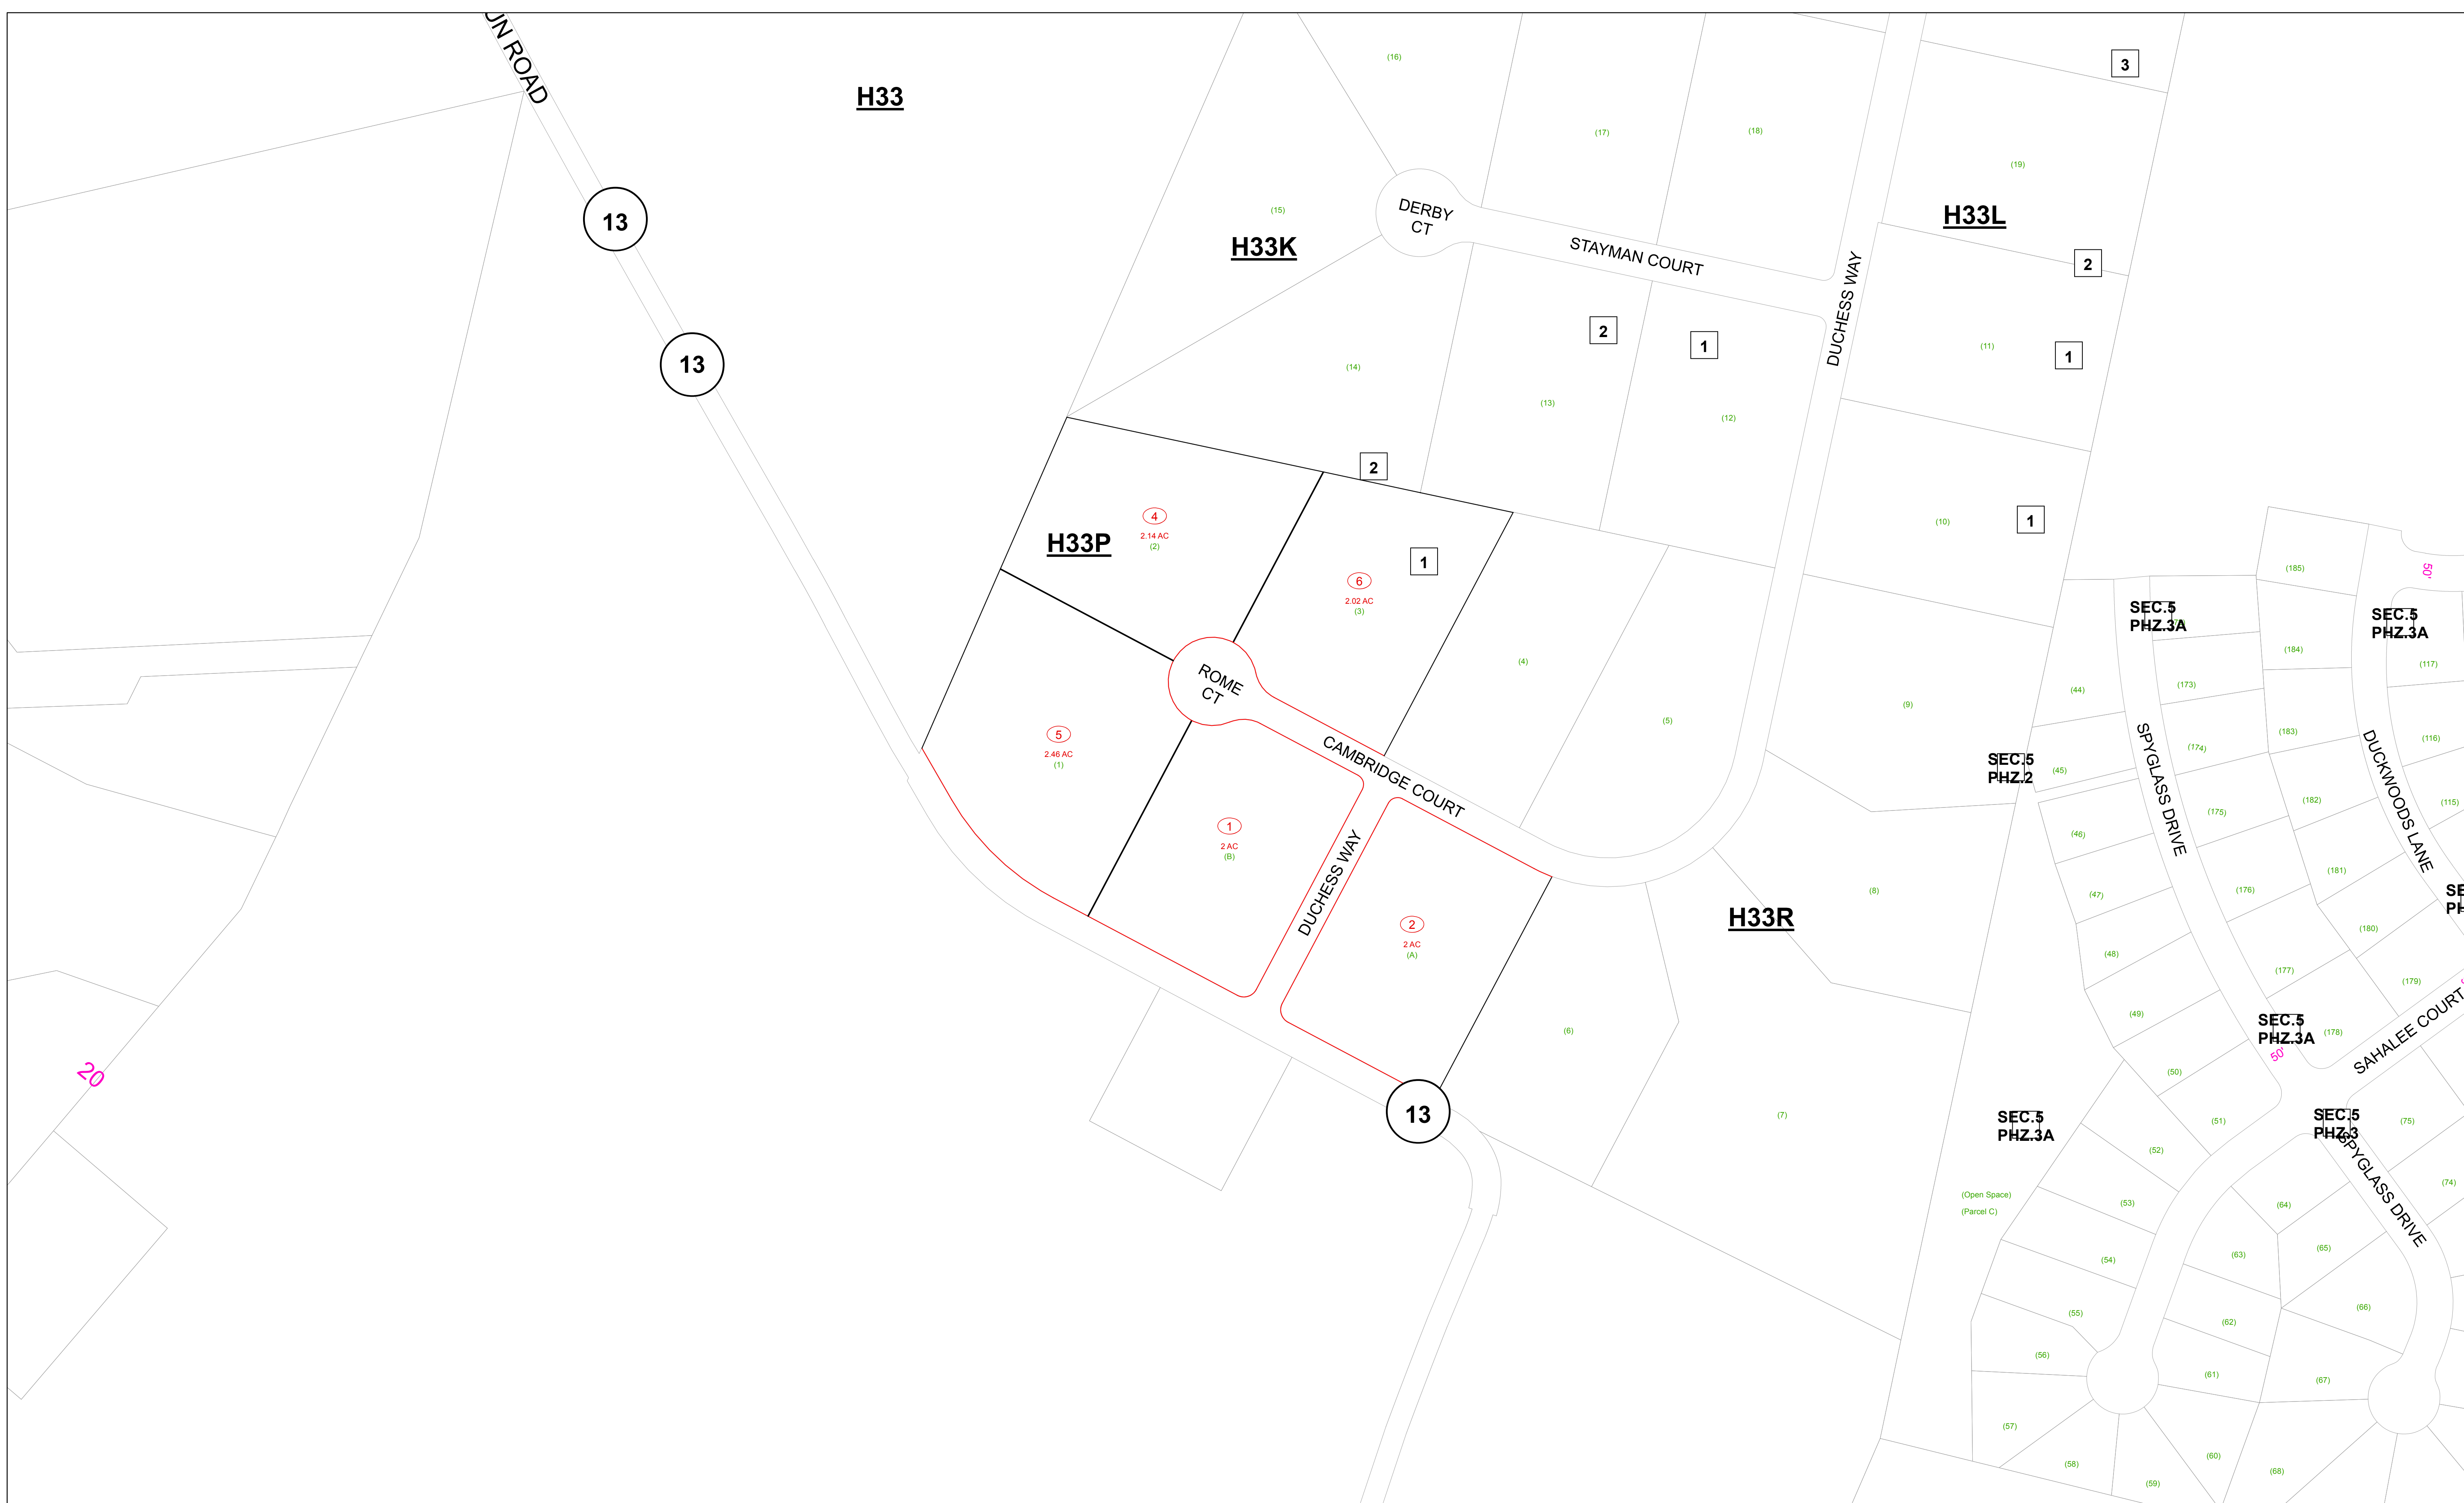 UN ROAD
H33
13
13
(16)
(17)
(18)
(15)
DERBY
CT
STAYMAN COURT
H33K
(14)
2
(13)
1
(12)
DUCHESS WAY
3
(19)
H33L
2
(11)
1
(10)
1
(9)
2
4
2.14 AC
(2)
H33P
1
6
2.02 AC
(3)
(4)
(5)
ROME
CT
CAMBRIDGE COURT
5
2.46 AC
(1)
1
2 AC
(B)
DUCHESS WAY
2
2 AC
(A)
13
(6)
(7)
(8)
H33R
20
SEC.5
PHZ.3A
(185)
50'
SEC.5
PHZ.3A
(184)
(117)
(44)
(173)
(183)
(174)
(116)
SPYGLASS DRIVE
DUCKWOODS LANE
SEC.5
PHZ.2
(45)
(182)
(115)
(175)
(46)
(181)
(47)
(176)
(180)
(48)
(177)
(179)
(49)
SEC.5
PHZ.3A
50'
(178)
SAHALEE COURT
(50)
SEC.5
PHZ.3A
(51)
SEC.5
PHZ.3
(75)
(52)
SPYGLASS DRIVE
(74)
(Open Space)
(Parcel C)
(53)
(64)
(54)
(63)
(65)
(55)
(62)
(66)
(56)
(61)
(67)
(57)
(58)
(60)
(59)
(68)